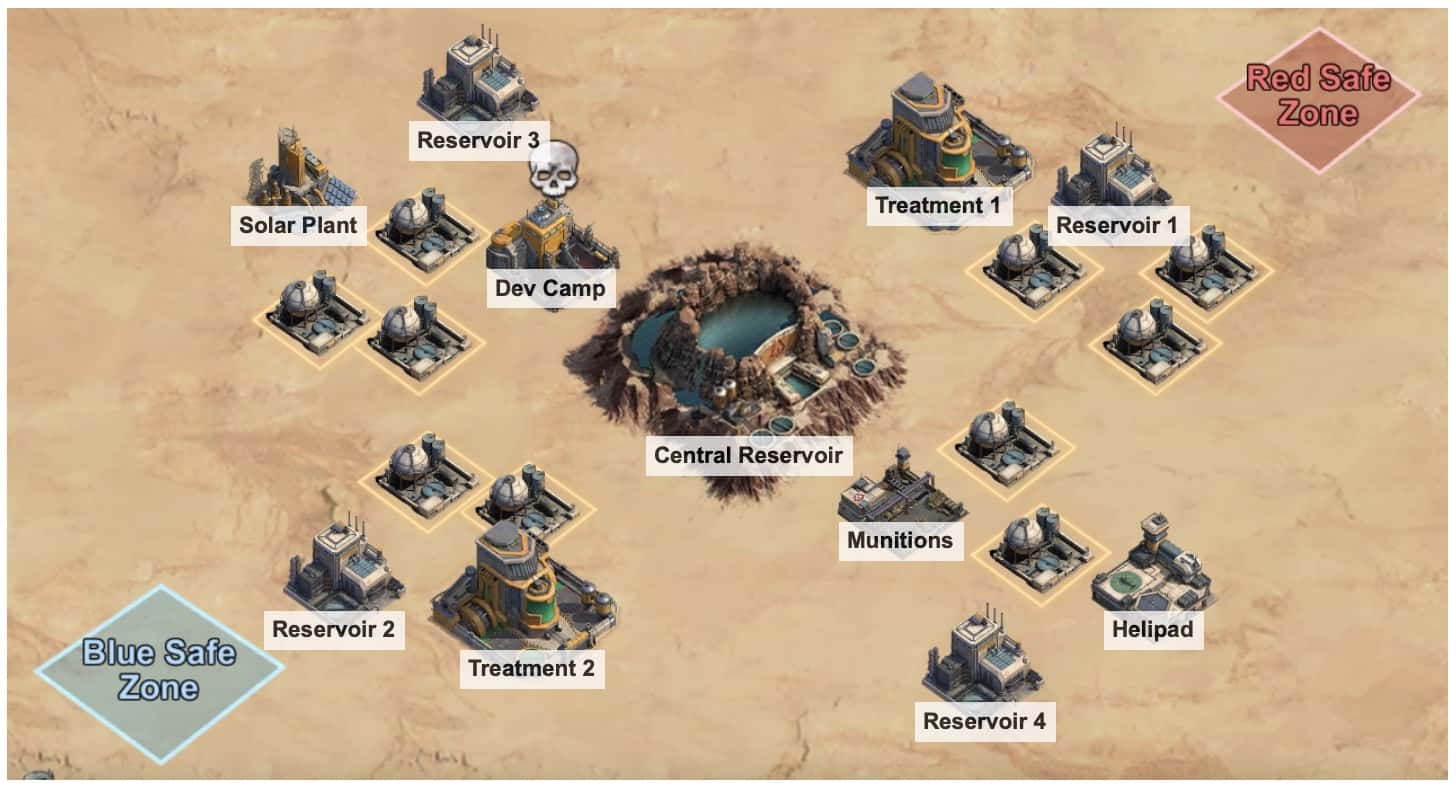 Red Safe
Zone
Reservoir 3
Treatment 1
Solar Plant
Reservoir 1
Dev Camp
Central Reservoir
Munitions
Reservoir 2
Helipad
Blue Safe
Zone
Treatment 2
Reservoir 4